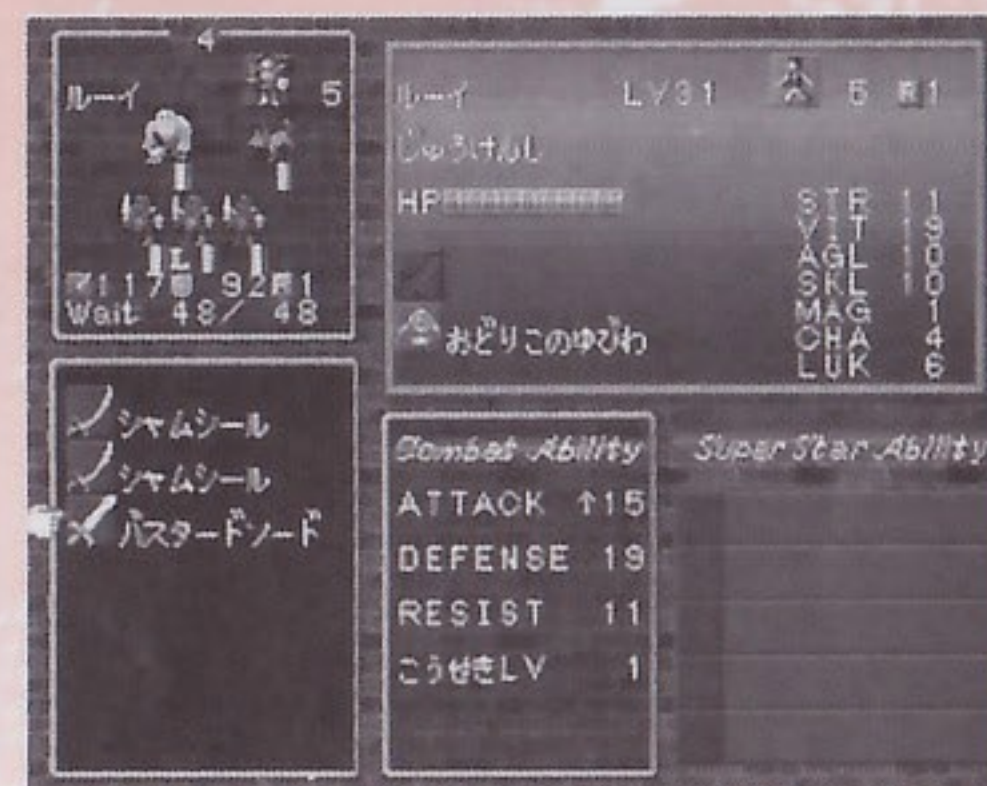 4
ルーイ 5
L
117 92 1
Wait 48/ 48
ルーイ LV31 5 1
じゅうけんし
HP
STR 11
VIT 19
AGL 10
SKL 10
MAG 1
CHA 4
LUK 6
おどりこのゆびわ
シャムシール
シャムシール
バスタードソード
Combat Ability
ATTACK ↑15
DEFENSE 19
RESIST 11
こうせきLV 1
Super Star Ability